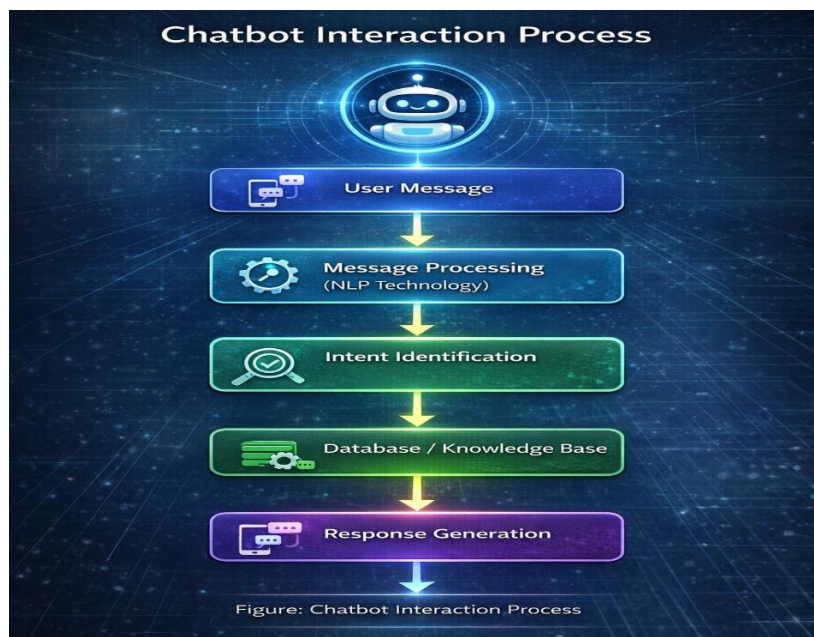 Chatbot Interaction Process
User Message
Message Processing
(NLP Technology)
Intent Identification
Database / Knowledge Base
Response Generation
Figure: Chatbot Interaction Process